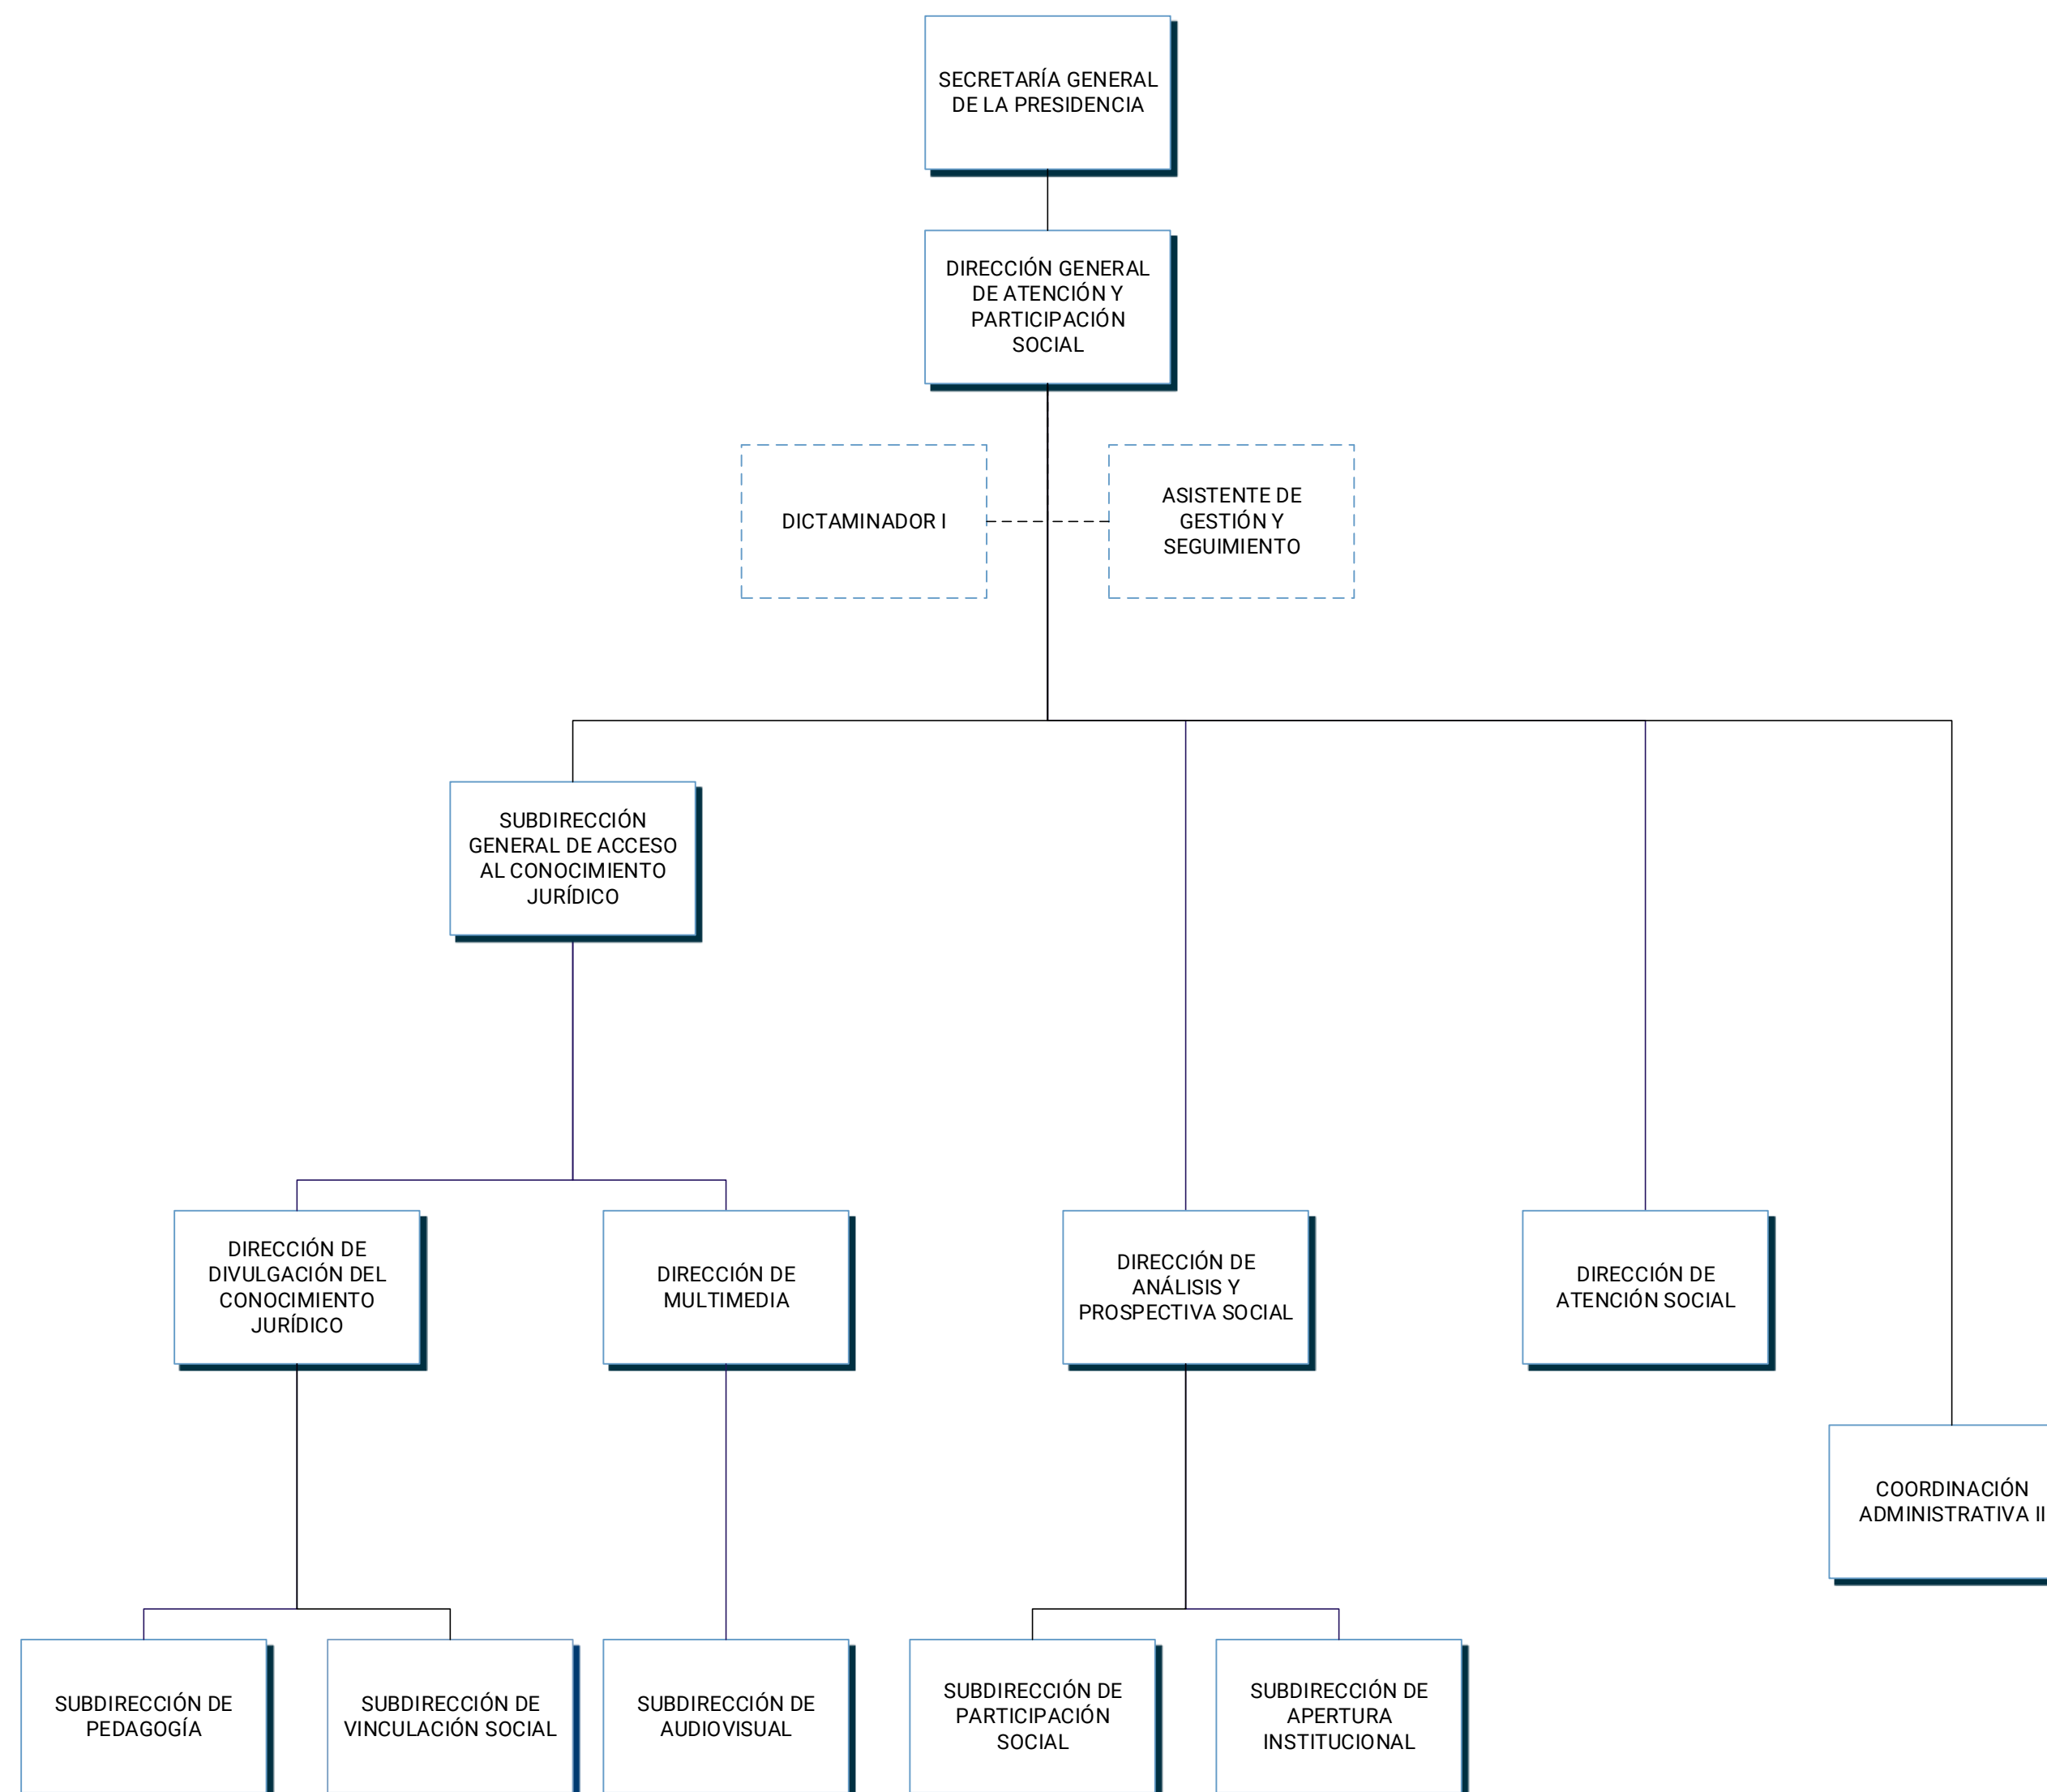 SECRETARÍA GENERAL
DE LA PRESIDENCIA
DIRECCIÓN GENERAL
DE ATENCIÓN Y
PARTICIPACIÓN
SOCIAL
DICTAMINADOR I
ASISTENTE DE
GESTIÓN Y
SEGUIMIENTO
SUBDIRECCIÓN
GENERAL DE ACCESO
AL CONOCIMIENTO
JURÍDICO
DIRECCIÓN DE
DIVULGACIÓN DEL
CONOCIMIENTO
JURÍDICO
DIRECCIÓN DE
MULTIMEDIA
DIRECCIÓN DE
ANÁLISIS Y
PROSPECTIVA SOCIAL
DIRECCIÓN DE
ATENCIÓN SOCIAL
COORDINACIÓN
ADMINISTRATIVA II
SUBDIRECCIÓN DE
PEDAGOGÍA
SUBDIRECCIÓN DE
VINCULACIÓN SOCIAL
SUBDIRECCIÓN DE
AUDIOVISUAL
SUBDIRECCIÓN DE
PARTICIPACIÓN
SOCIAL
SUBDIRECCIÓN DE
APERTURA
INSTITUCIONAL